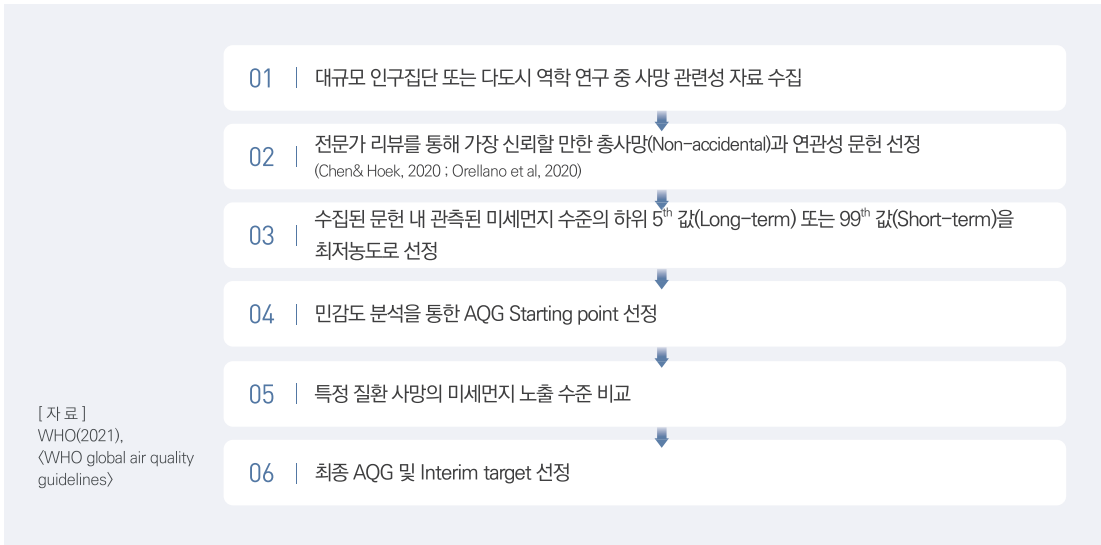 01 대규모 인구집단 또는 다도시 역학 연구 중 사망 관련성 자료 수집
02 전문가 리뷰를 통해 가장 신뢰할 만한 총사망(Non-accidental)과 연관성 문헌 선정
(Chen& Hoek, 2020 ; Orellano et al, 2020)
03 수집된 문헌 내 관측된 미세먼지 수준의 하위 5th 값(Long-term) 또는 99th 값(Short-term)을
최저농도로 선정
04 민감도 분석을 통한 AQG Starting point 선정
05 특정 질환 사망의 미세먼지 노출 수준 비교
06 최종 AQG 및 Interim target 선정
[자료]
WHO(2021),
〈WHO global air quality
guidelines〉